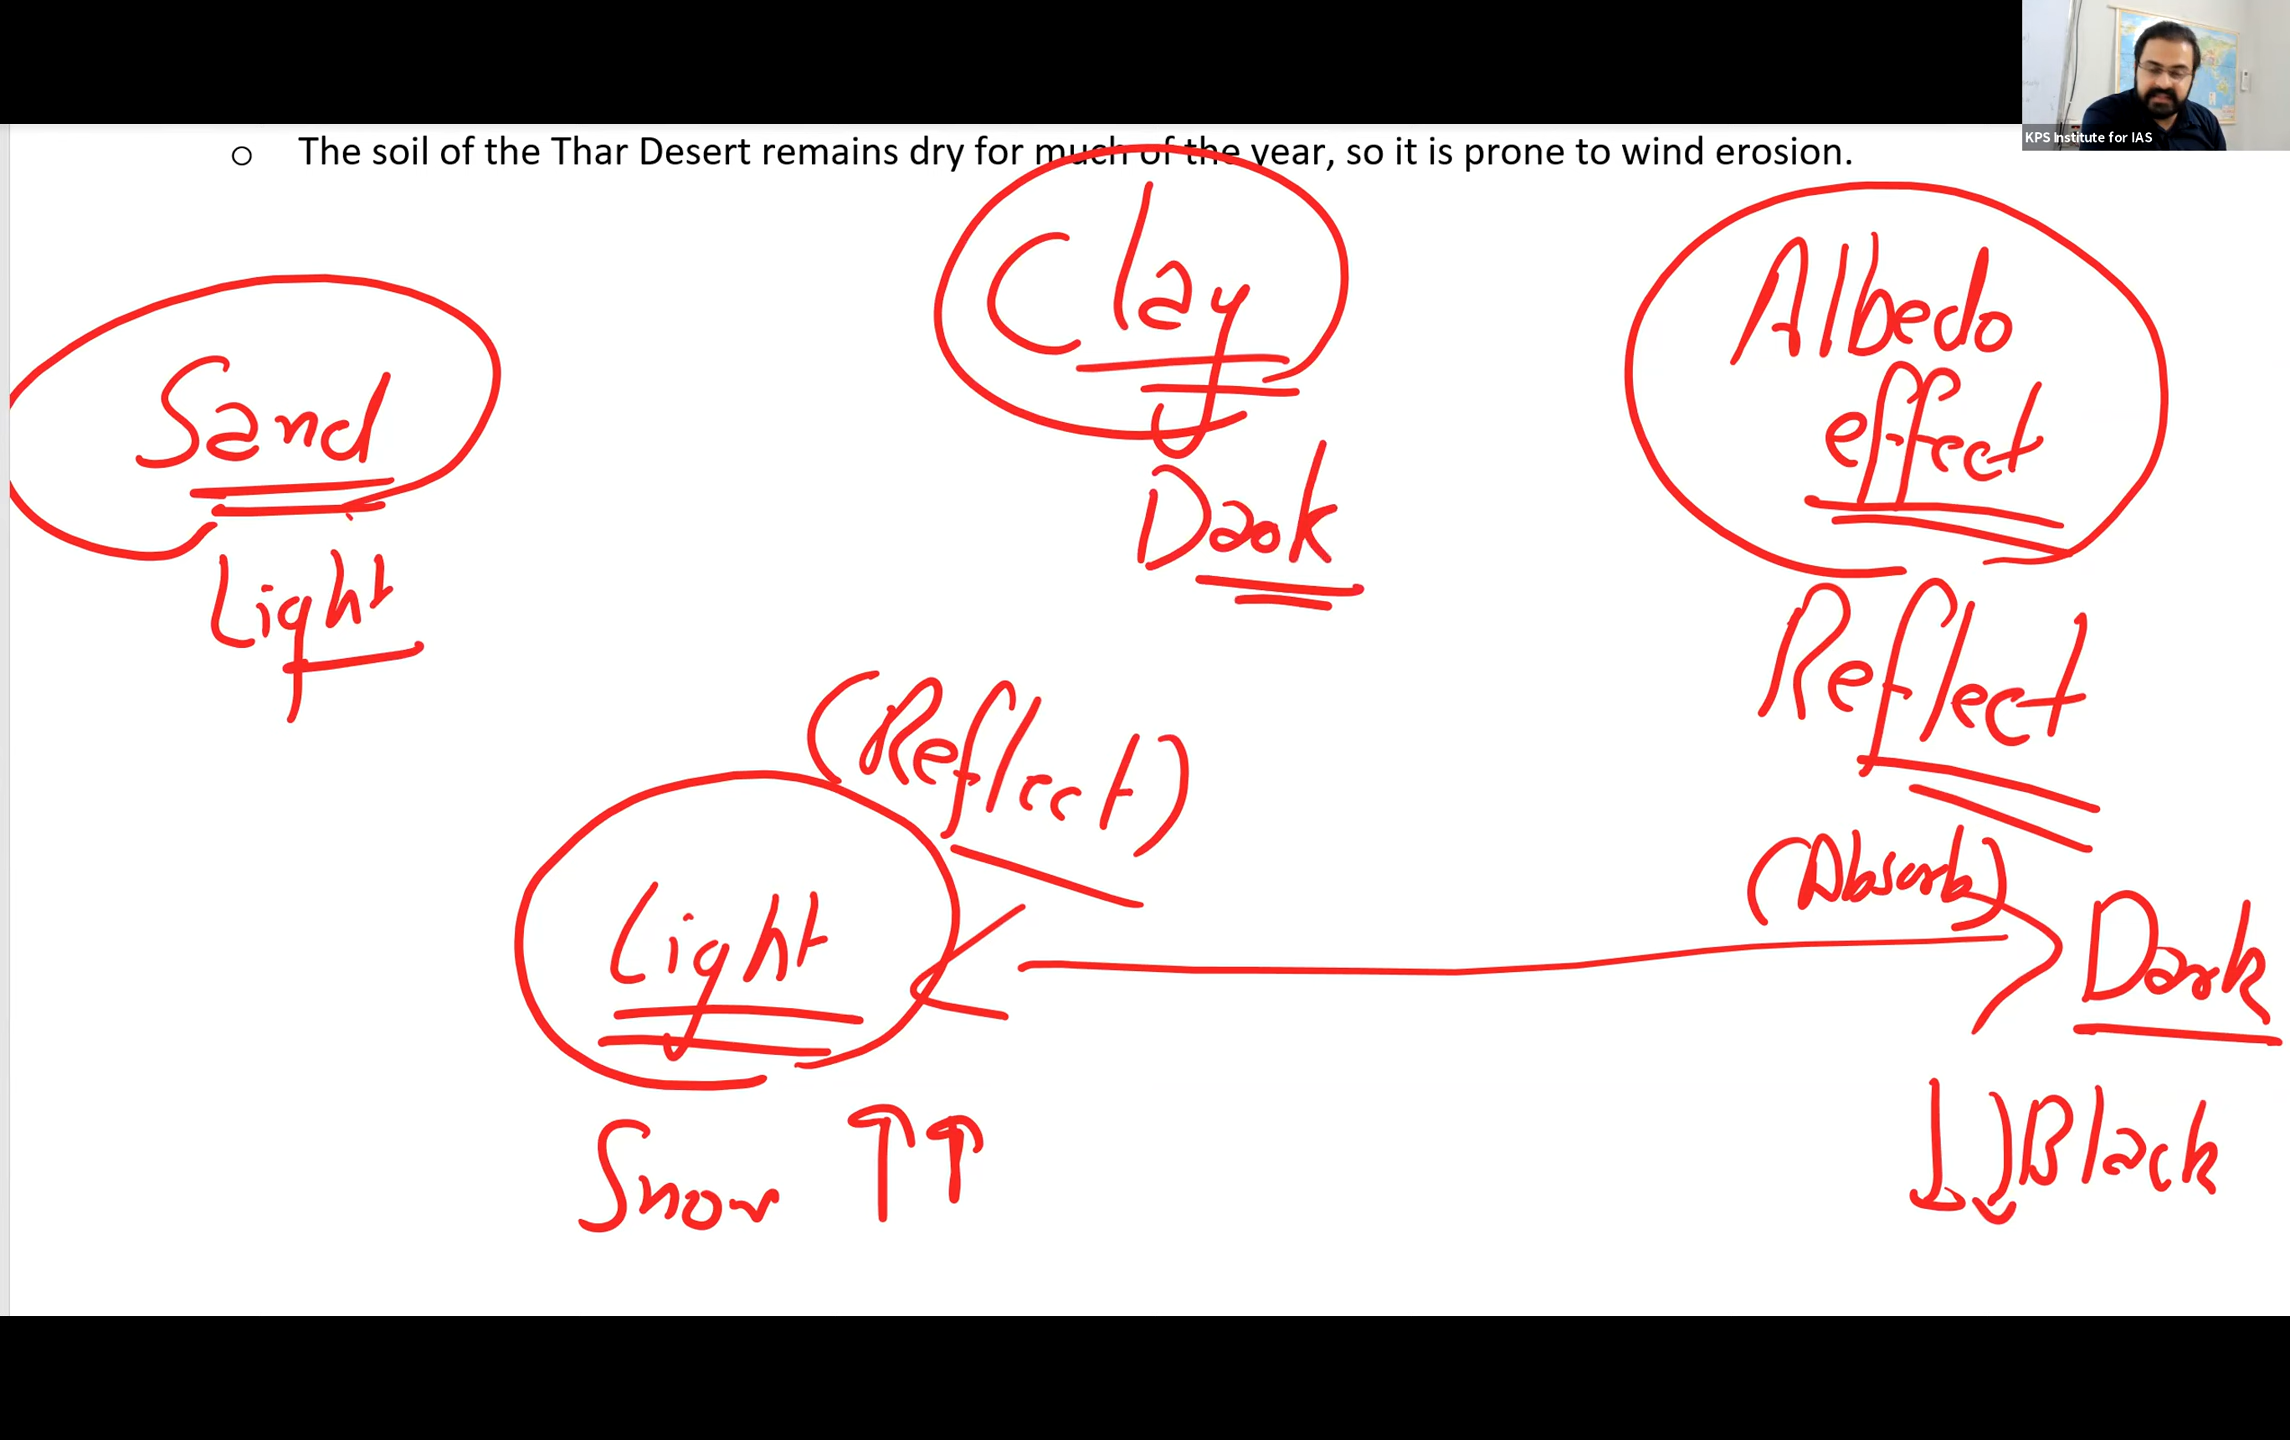 KPS Institute for IAS
o The soil of the Thar Desert remains dry for much of the year, so it is prone to wind erosion.
Clay
Albedo
effect
Sand
Dark
Light
Reflect
(Reflect)
(Absorb)
Light
Dark
Snow
Black